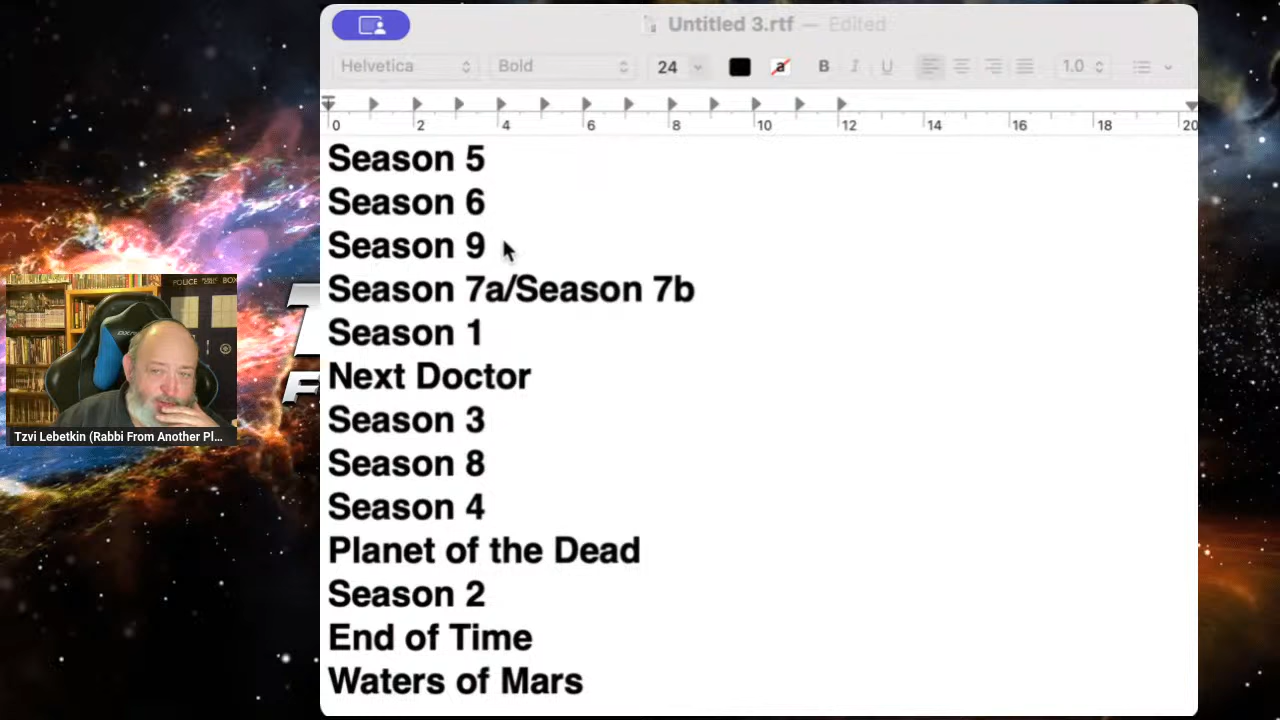 Untitled 3.rtf — Edited
Helvetica Bold 24 a B I U 1.0
0 2 4 6 8 10 12 14 16 18 20
Season 5
Season 6
Season 9
Season 7a/Season 7b
Season 1
Next Doctor
Season 3
Season 8
Season 4
Planet of the Dead
Season 2
End of Time
Waters of Mars
POLICE BOX
Tzvi Lebetkin (Rabbi From Another Pl...